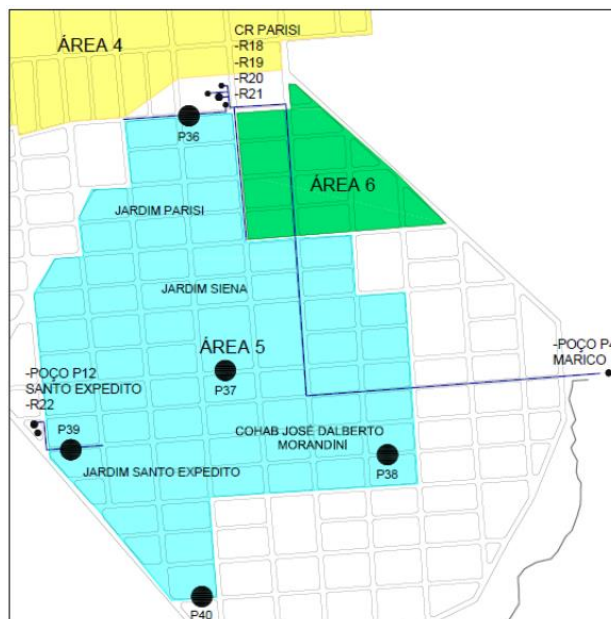 ÁREA 4
CR PARISI
-R18
-R19
-R20
-R21
P36
ÁREA 6
JARDIM PARISI
JARDIM SIENA
ÁREA 5
P37
-POÇO P4
MARICO
-POÇO P12
SANTO EXPEDITO
-R22
P39
COHAB JOSÉ DALBERTO
MORANDINI
P38
JARDIM SANTO EXPEDITO
P40